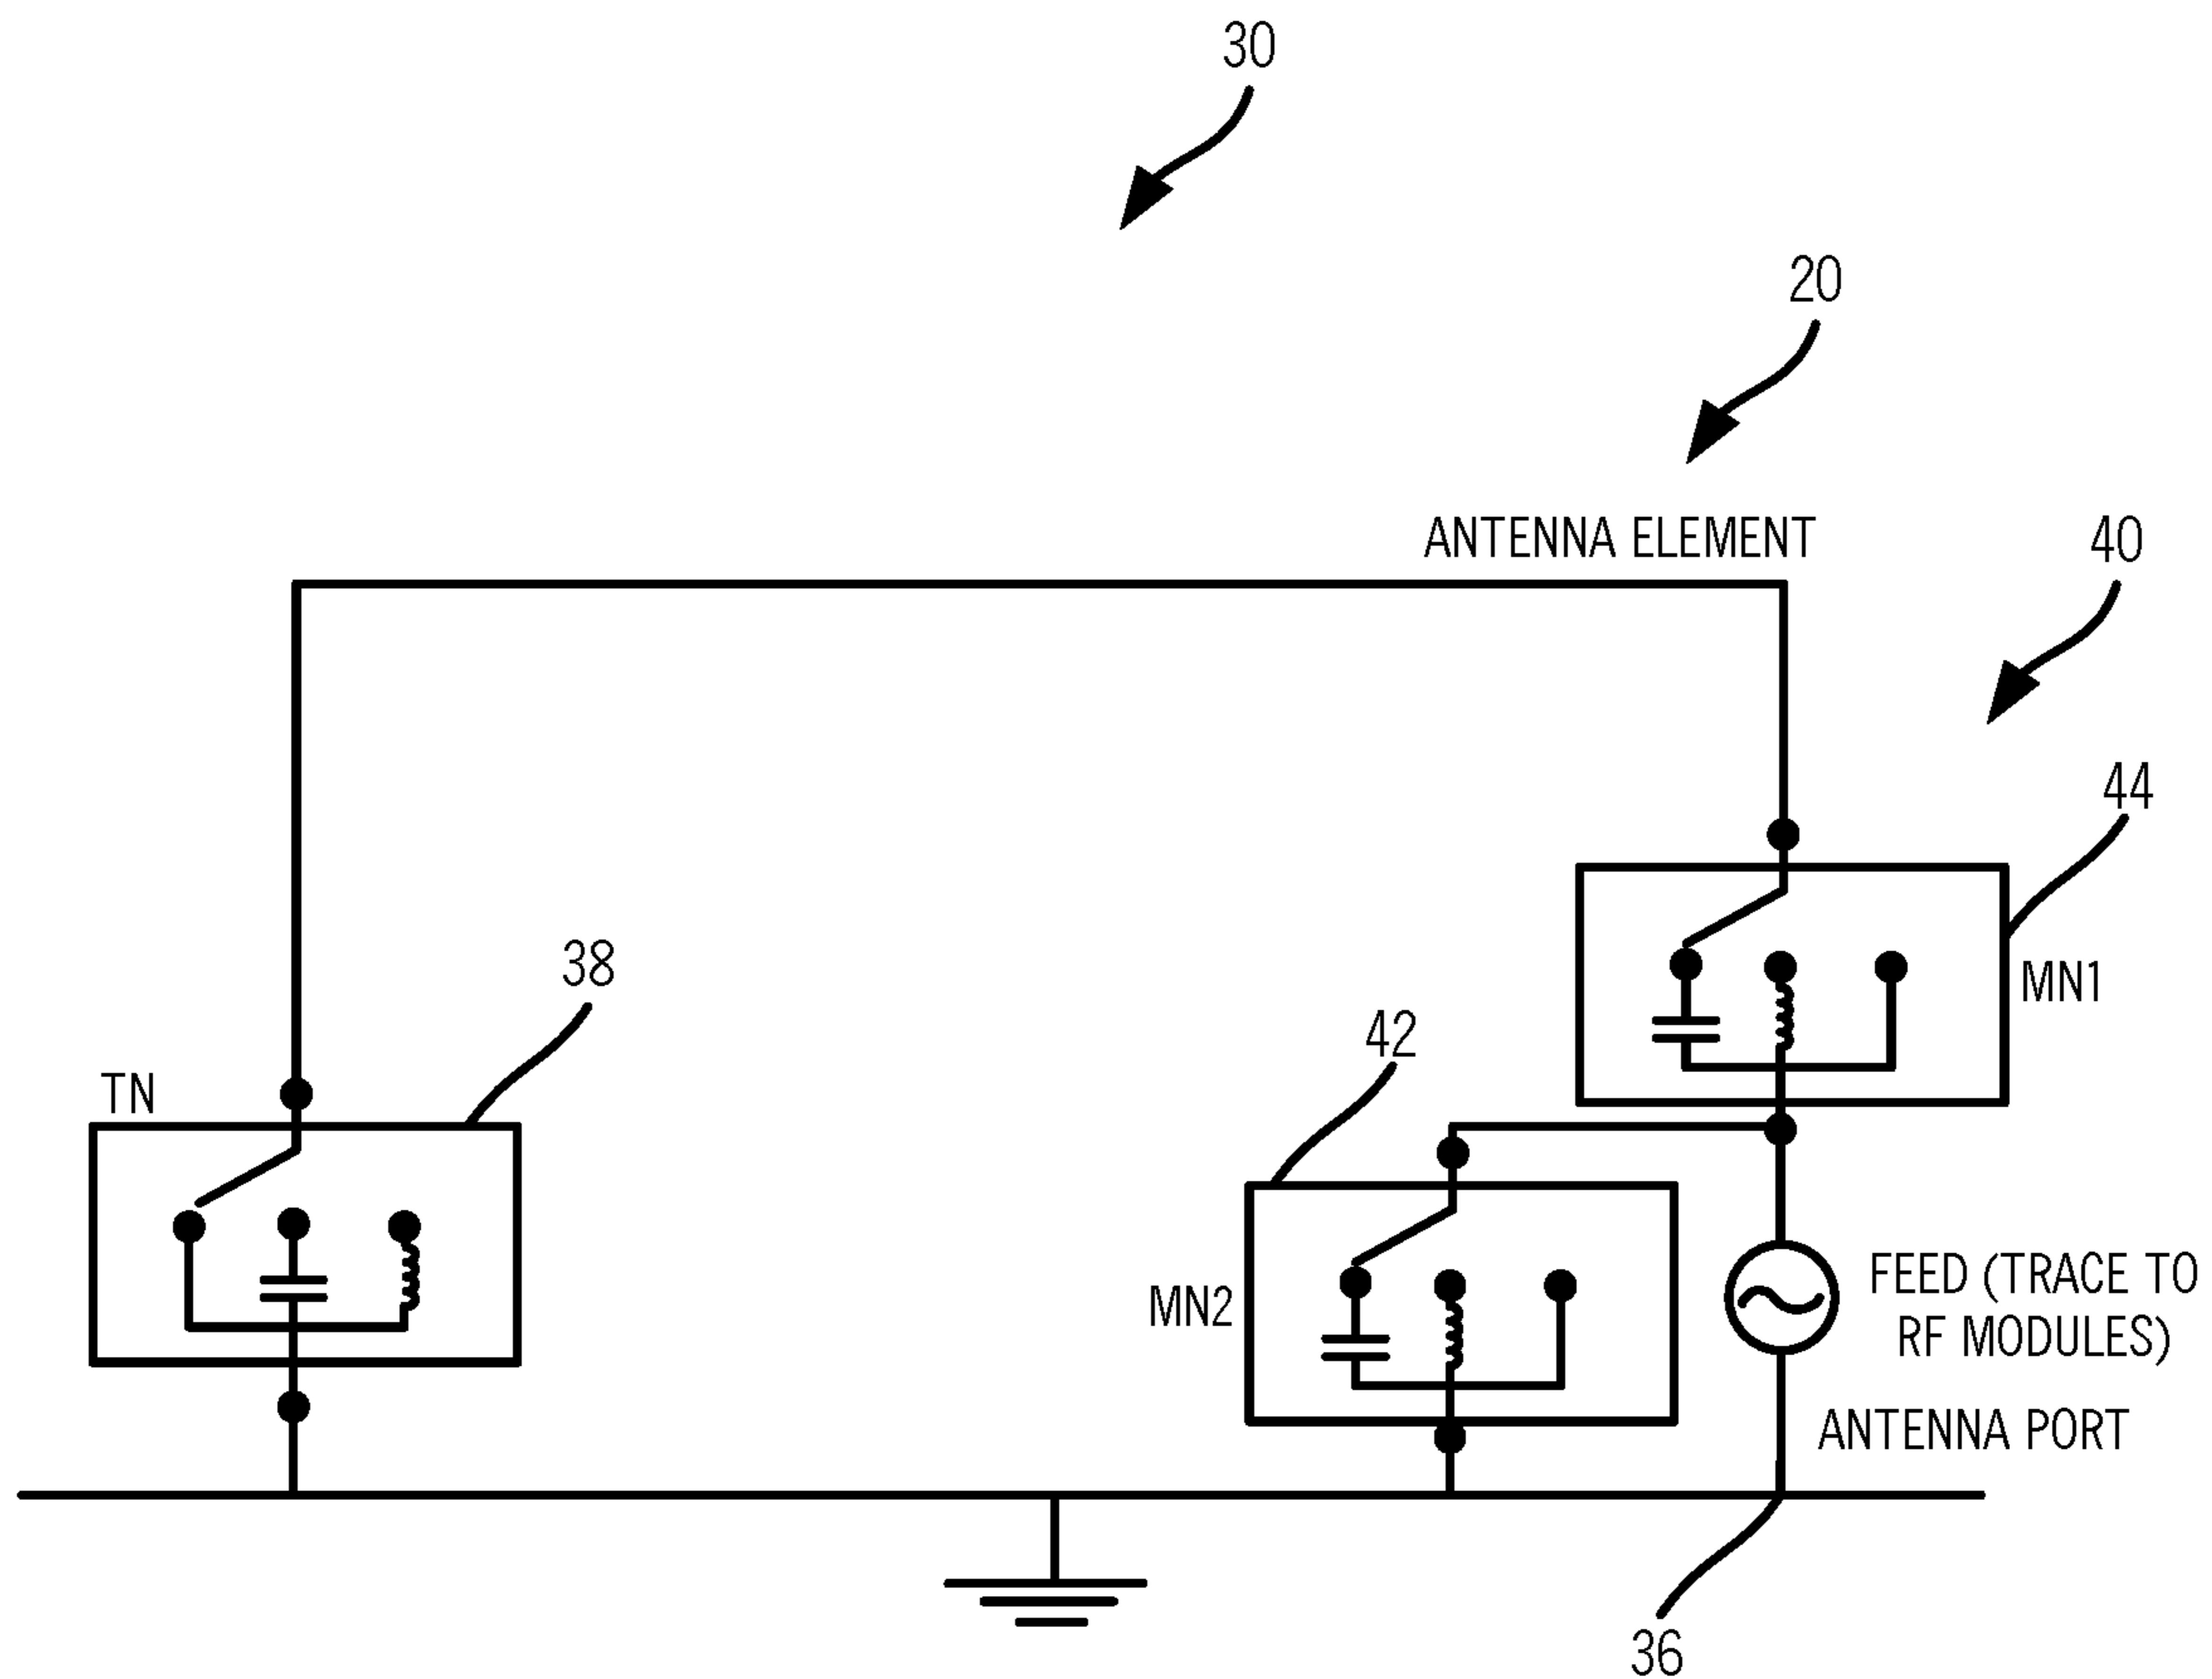 30
20
ANTENNA ELEMENT
40
44
MN1
38
TN
42
MN2
FEED (TRACE TO
RF MODULES)
ANTENNA PORT
36